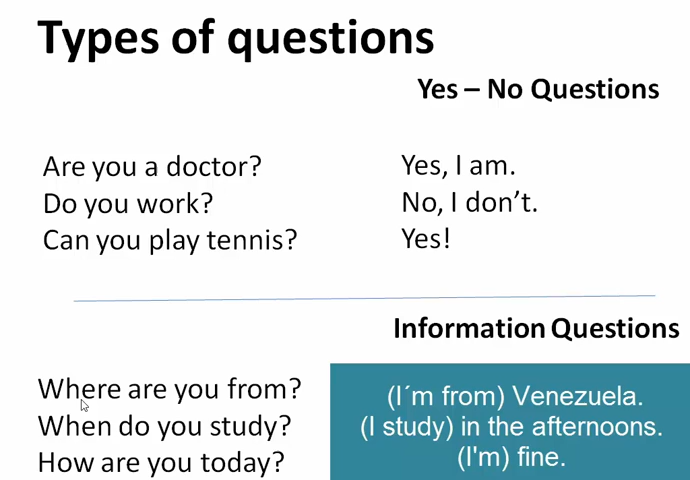 Types of questions
Yes – No Questions
Are you a doctor? Yes, I am.
Do you work? No, I don’t.
Can you play tennis? Yes!
Information Questions
Where are you from? (I´m from) Venezuela.
When do you study? (I study) in the afternoons.
How are you today? (I'm) fine.